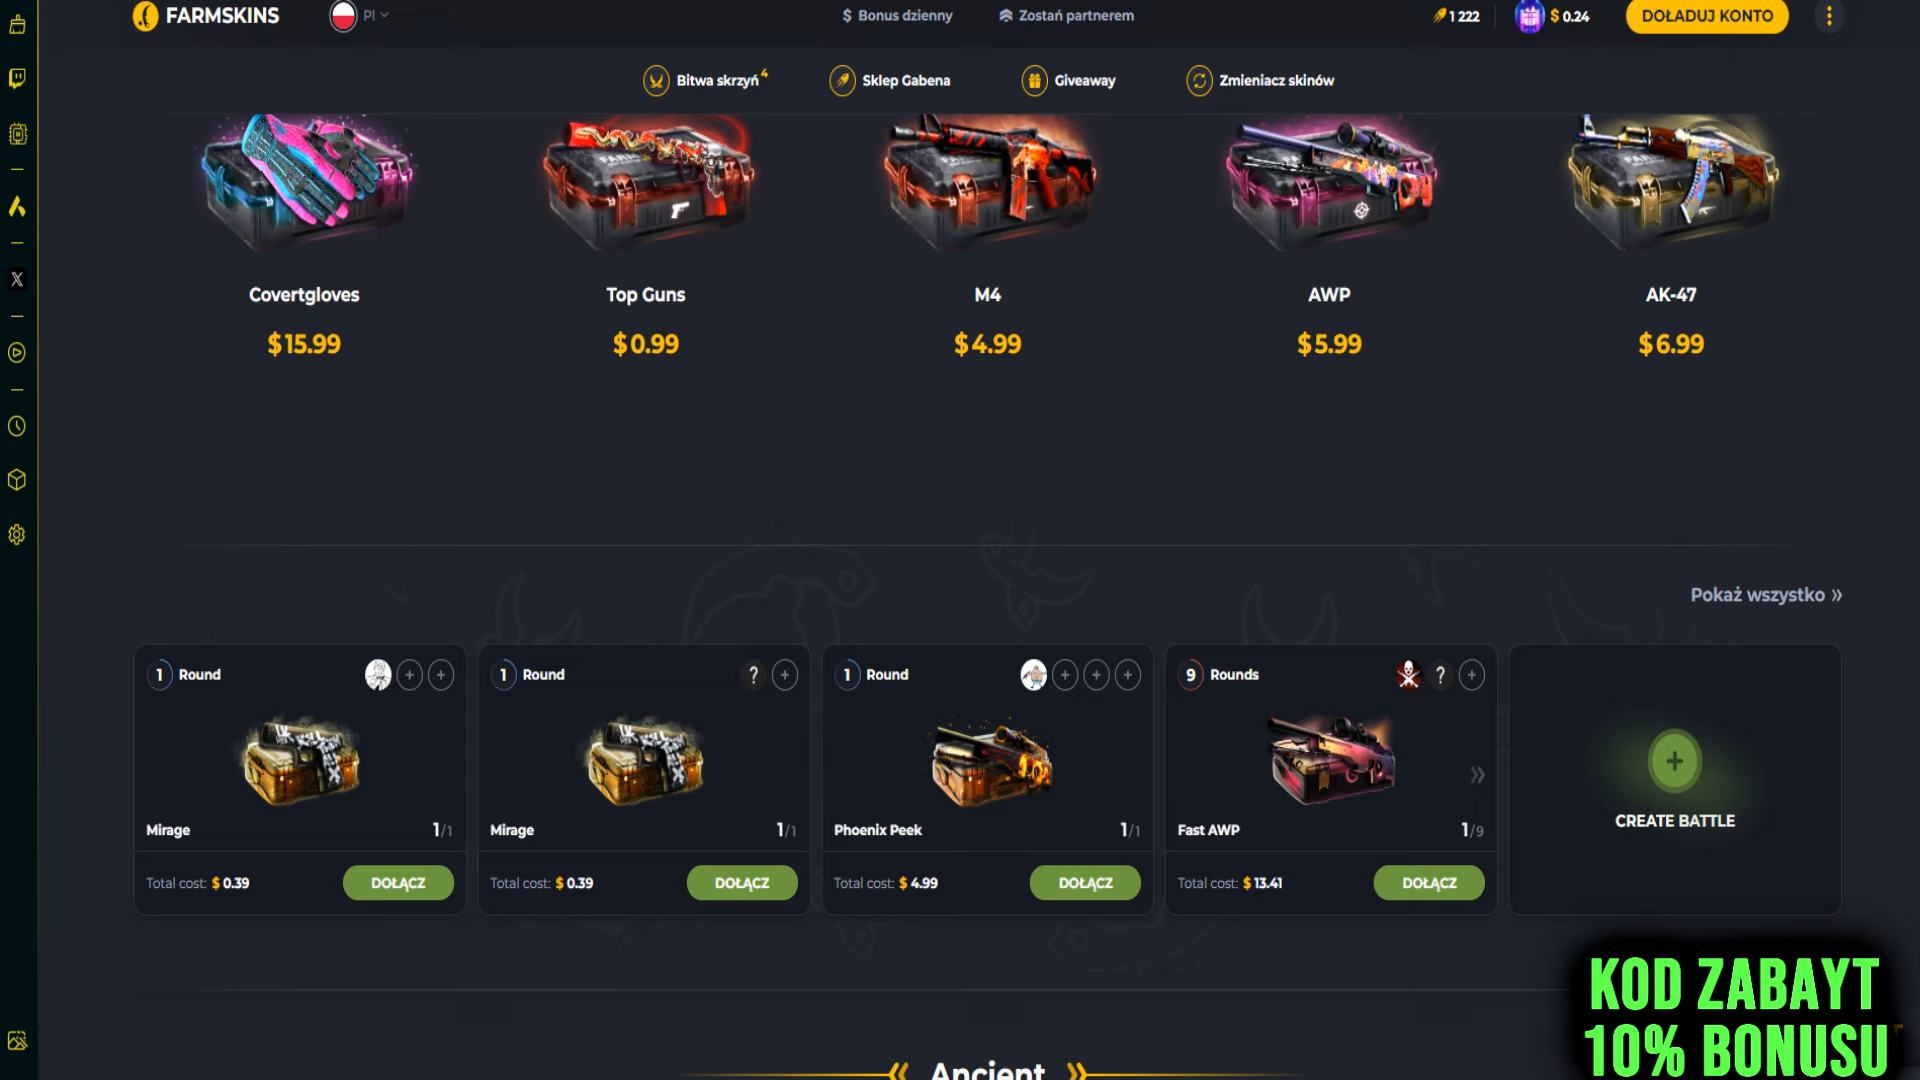 FARMSKINS
Pl
$ Bonus dzienny
Zostań partnerem
1 222
$ 0.24
DOŁADUJ KONTO
Bitwa skrzyń 4
Sklep Gabena
Giveaway
Zmieniacz skinów
Covertgloves
Top Guns
M4
AWP
AK-47
$ 15.99
$ 0.99
$ 4.99
$ 5.99
$ 6.99
Pokaż wszystko »
1 Round + +
1 Round ? +
1 Round + + +
9 Rounds ? +
Mirage 1/1
Mirage 1/1
Phoenix Peek 1/1
Fast AWP 1/9
+
CREATE BATTLE
Total cost: $ 0.39 DOŁĄCZ
Total cost: $ 0.39 DOŁĄCZ
Total cost: $ 4.99 DOŁĄCZ
Total cost: $ 13.41 DOŁĄCZ
KOD ZABAYT
10% BONUSU
« Ancient »